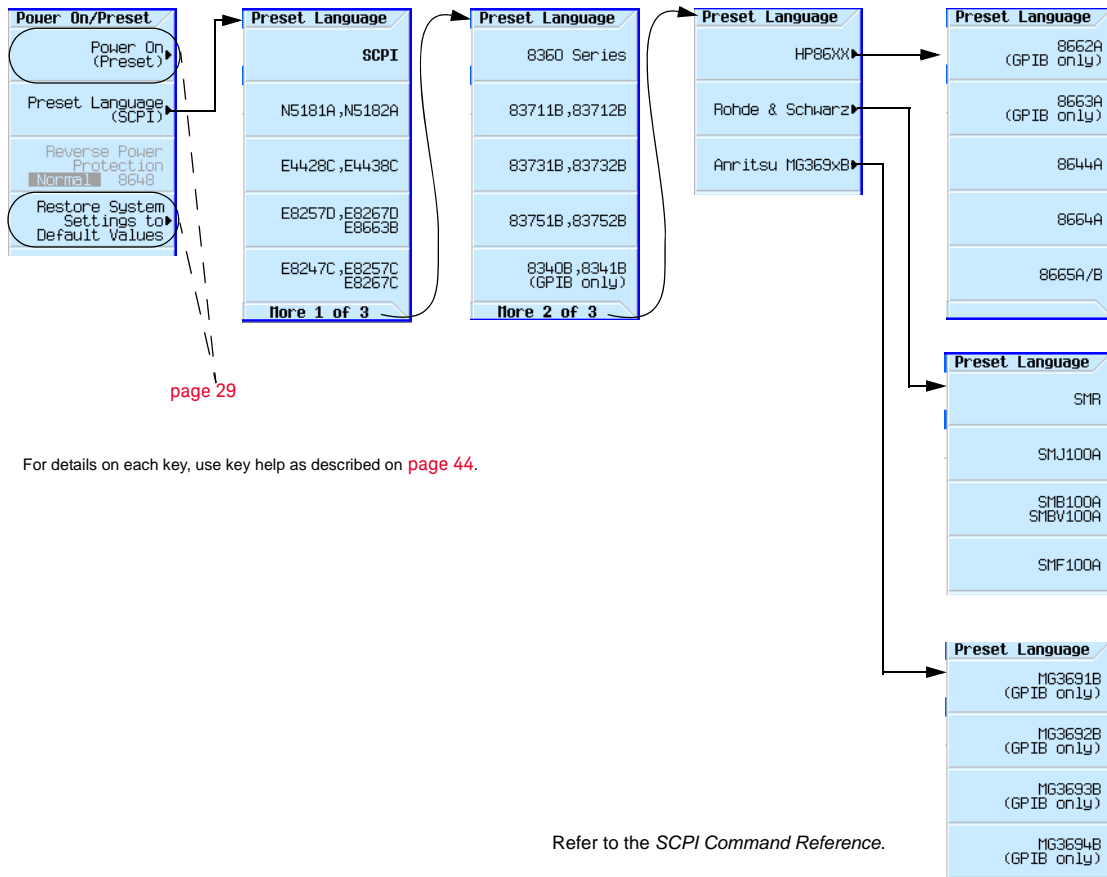 Power On/Preset
Power On
(Preset)
Preset Language
(SCPI)
Reverse Power
Protection
Normal 8648
Restore System
Settings to
Default Values
page 29
Preset Language
SCPI
N5181A,N5182A
E4428C,E4438C
E8257D,E8267D
E8663B
E8247C,E8257C
E8267C
More 1 of 3
Preset Language
8360 Series
83711B,83712B
83731B,83732B
83751B,83752B
8340B,8341B
(GPIB only)
More 2 of 3
Preset Language
HP86XX
Rohde & Schwarz
Anritsu MG369xB
Preset Language
8662A
(GPIB only)
8663A
(GPIB only)
8644A
8664A
8665A/B
Preset Language
SMR
SMJ100A
SMB100A
SMBV100A
SMF100A
Preset Language
MG3691B
(GPIB only)
MG3692B
(GPIB only)
MG3693B
(GPIB only)
MG3694B
(GPIB only)
For details on each key, use key help as described on page 44.
Refer to the SCPI Command Reference.